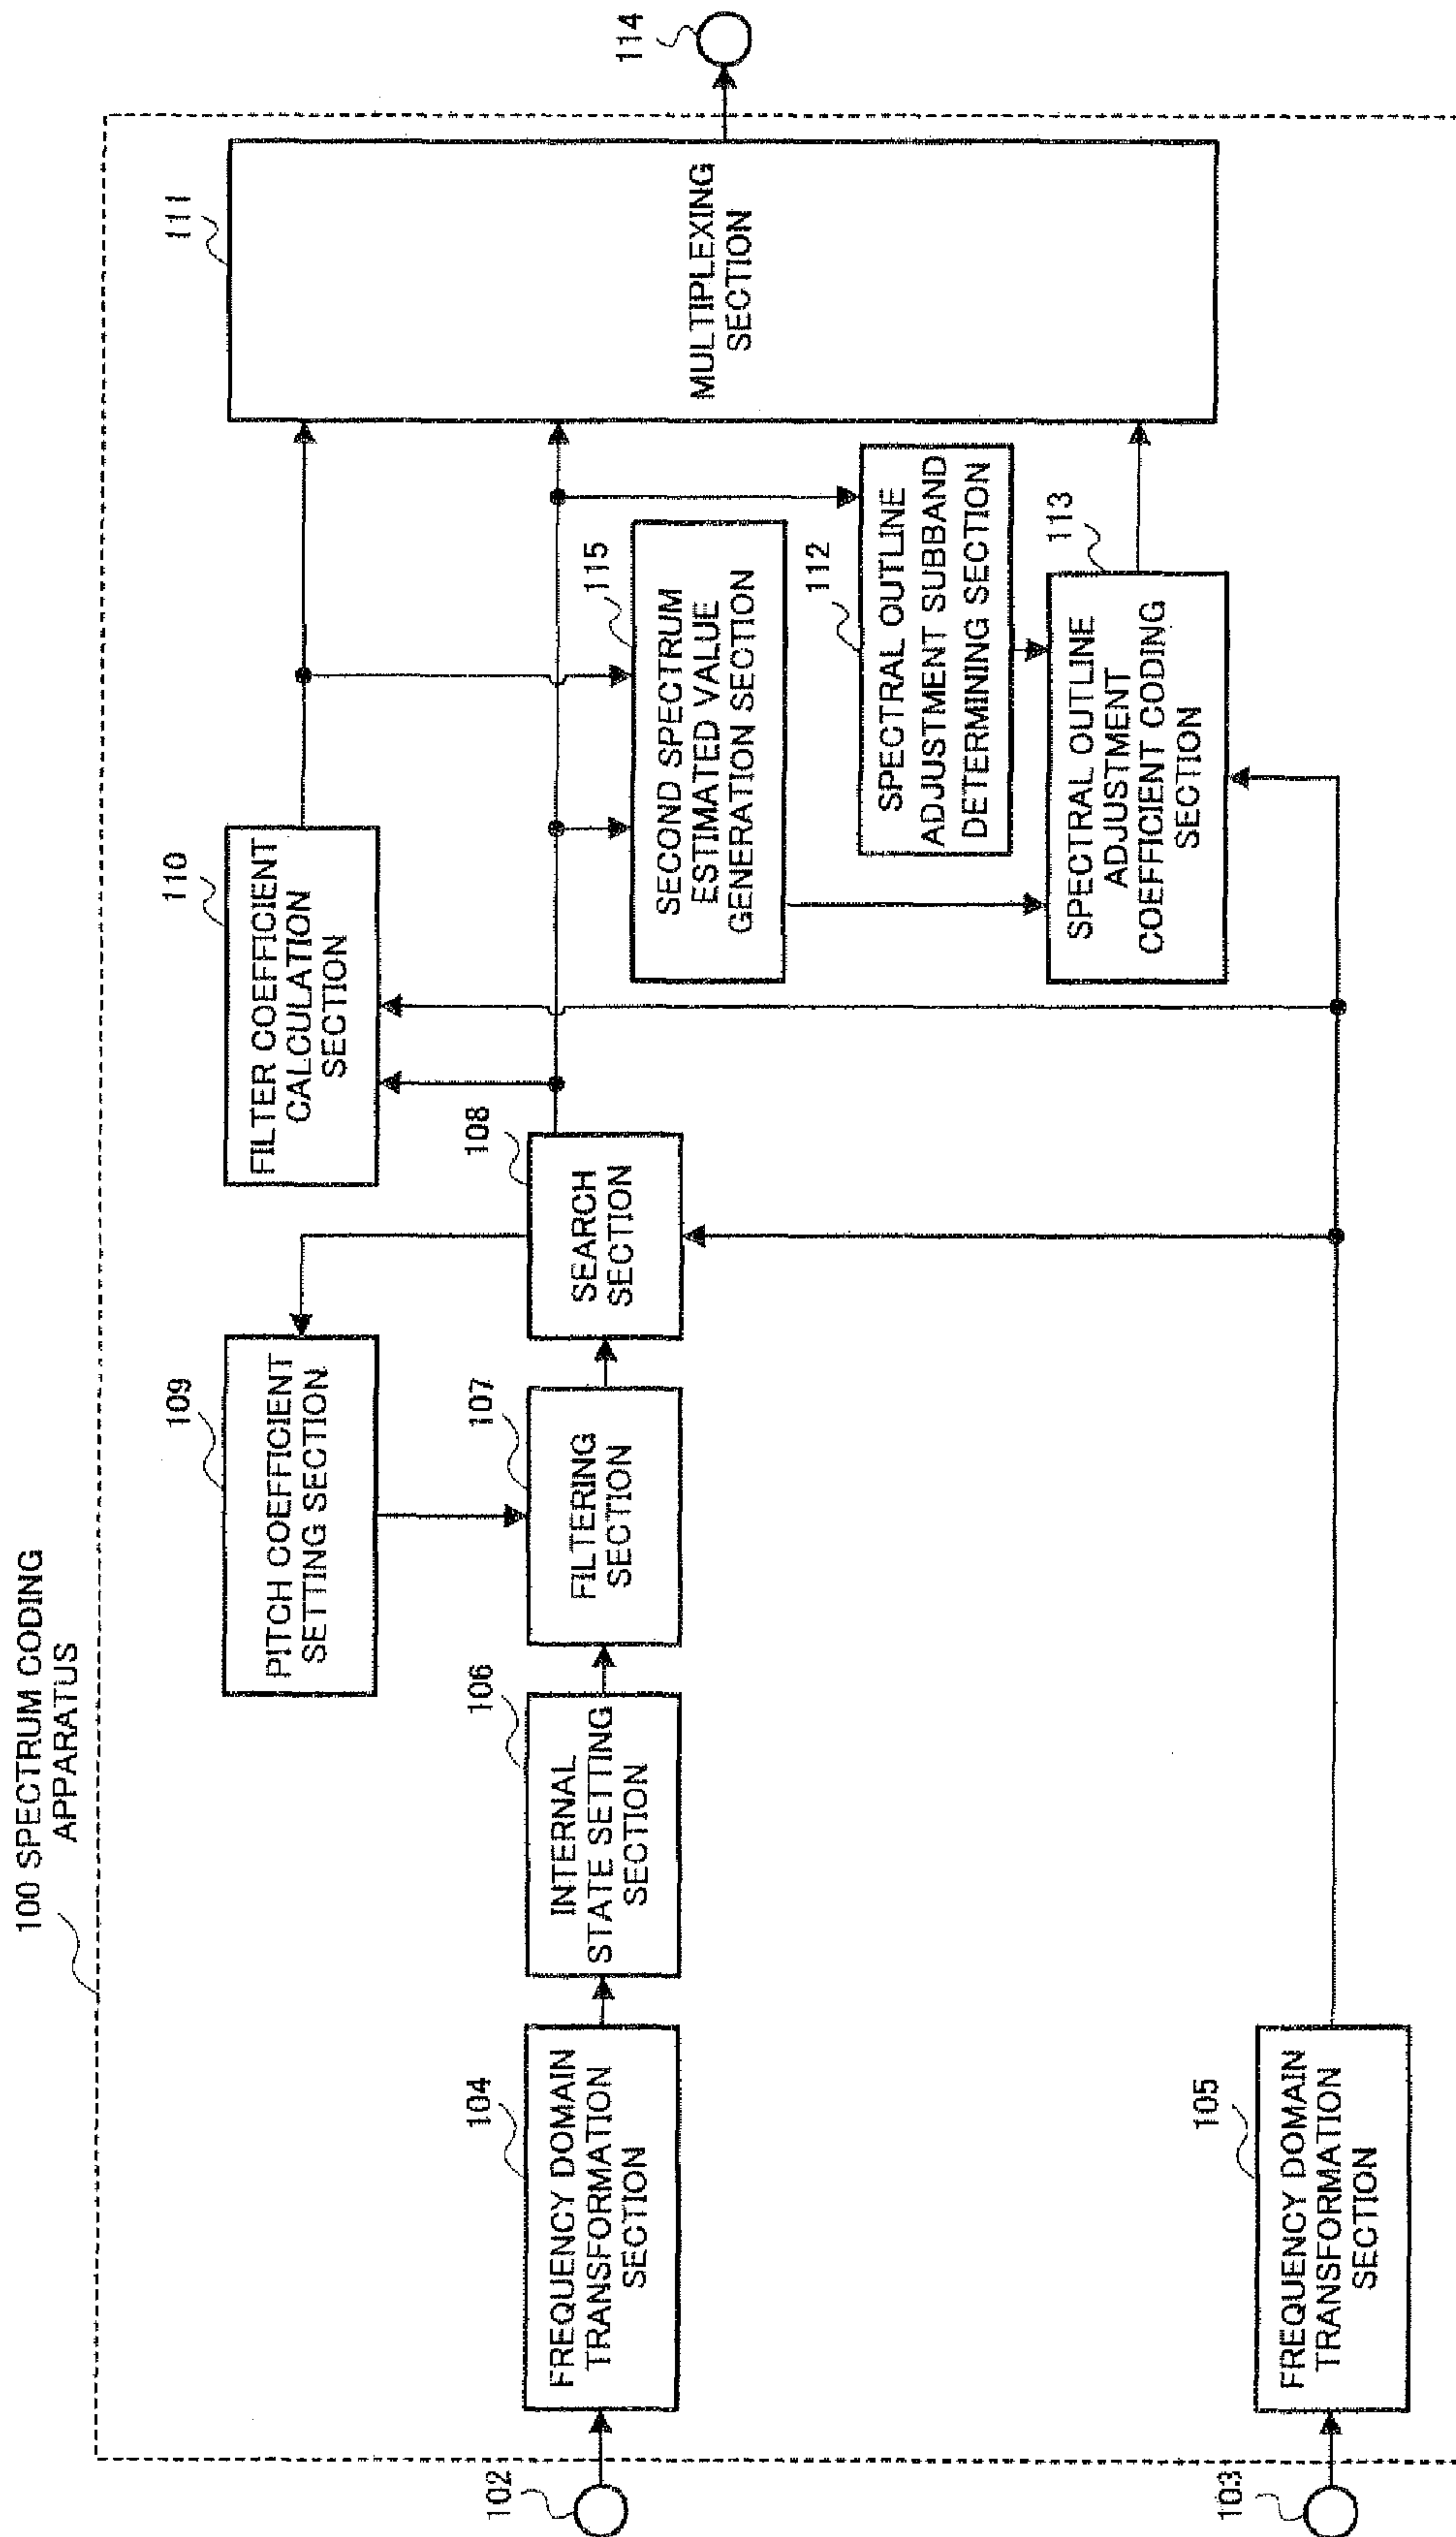 100 SPECTRUM CODING
APPARATUS
102
104
FREQUENCY DOMAIN
TRANSFORMATION
SECTION
106
INTERNAL
STATE SETTING
SECTION
107
FILTERING
SECTION
108
SEARCH
SECTION
109
PITCH COEFFICIENT
SETTING SECTION
110
FILTER COEFFICIENT
CALCULATION
SECTION
115
SECOND SPECTRUM
ESTIMATED VALUE
GENERATION SECTION
112
SPECTRAL OUTLINE
ADJUSTMENT SUBBAND
DETERMINING SECTION
113
SPECTRAL OUTLINE
ADJUSTMENT
COEFFICIENT CODING
SECTION
111
MULTIPLEXING
SECTION
114
103
105
FREQUENCY DOMAIN
TRANSFORMATION
SECTION